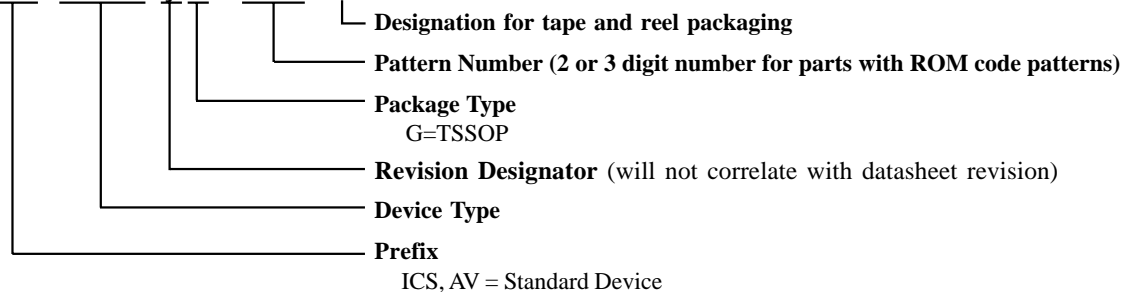 Designation for tape and reel packaging
Pattern Number (2 or 3 digit number for parts with ROM code patterns)
Package Type
G=TSSOP
Revision Designator (will not correlate with datasheet revision)
Device Type
Prefix
ICS, AV = Standard Device